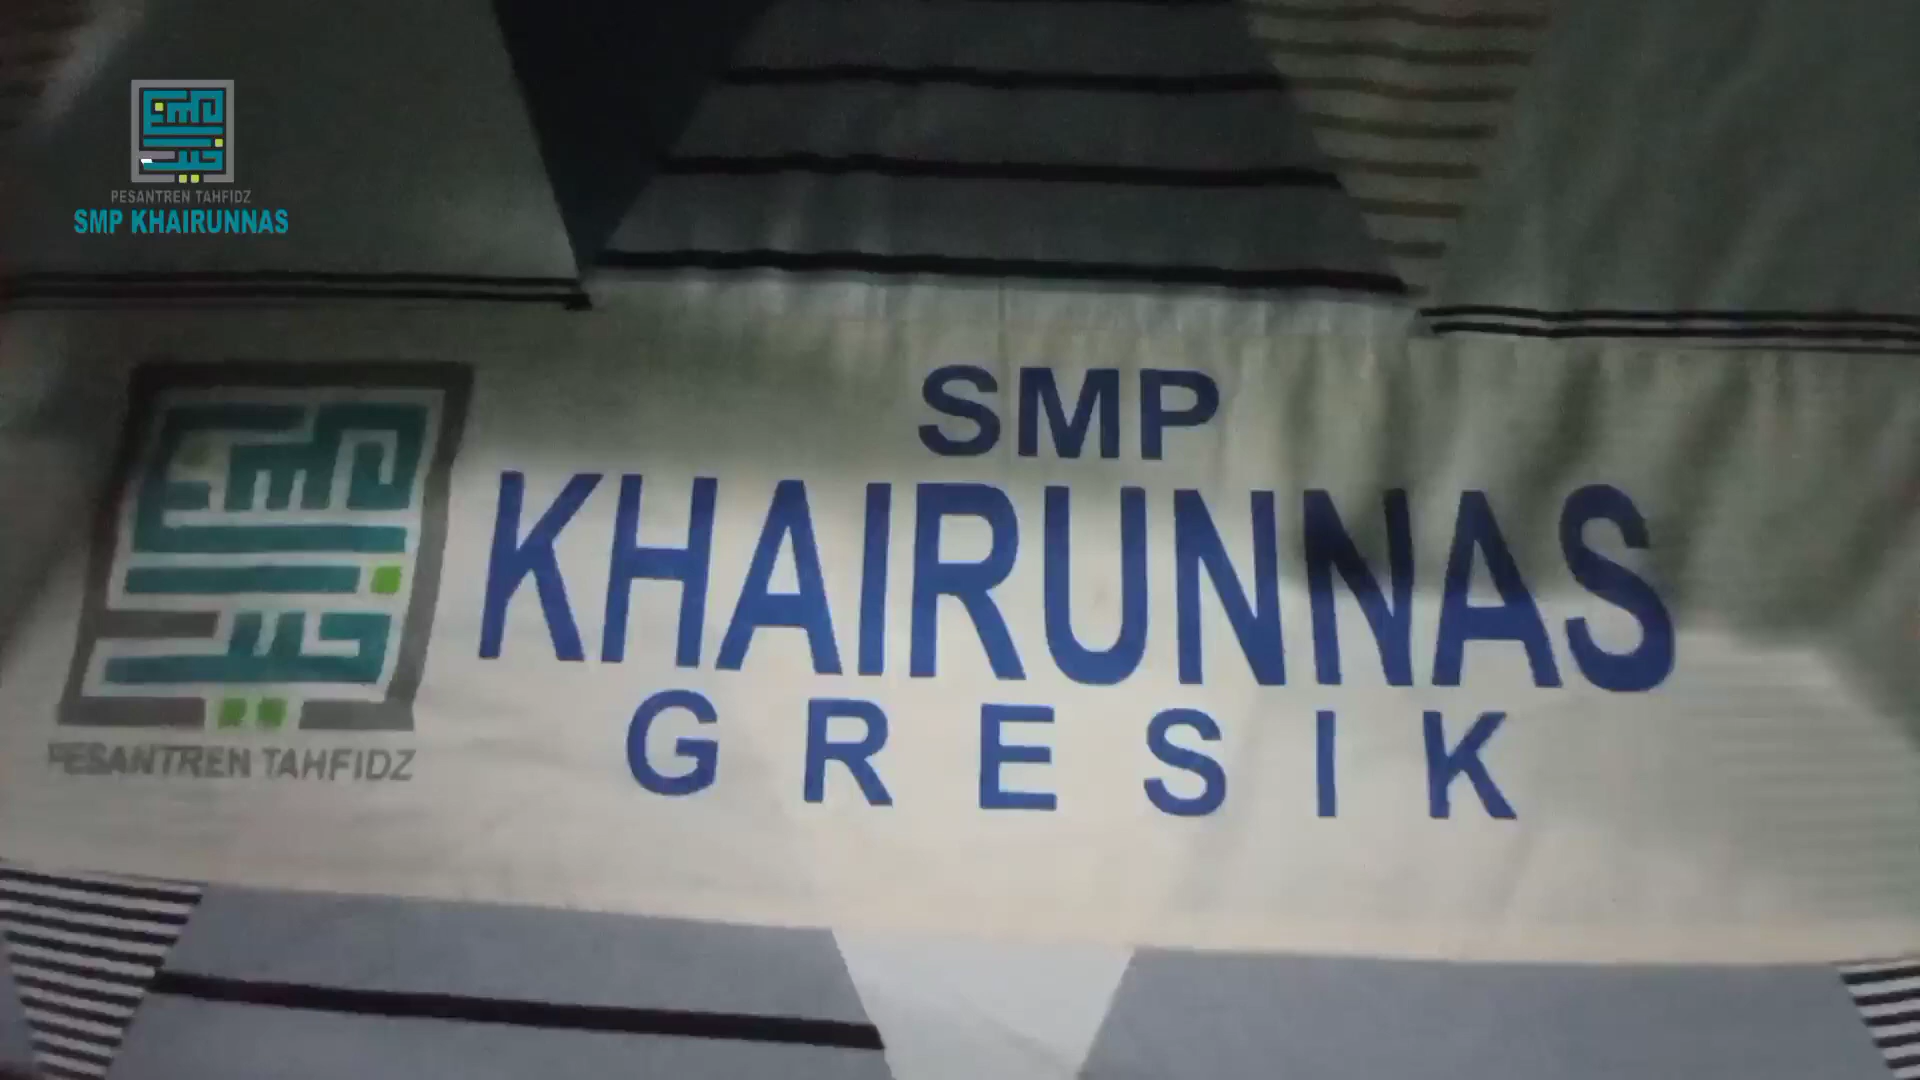 PESANTREN TAHFIDZ
SMP KHAIRUNNAS
SMP
KHAIRUNNAS
GRESIK
PESANTREN TAHFIDZ